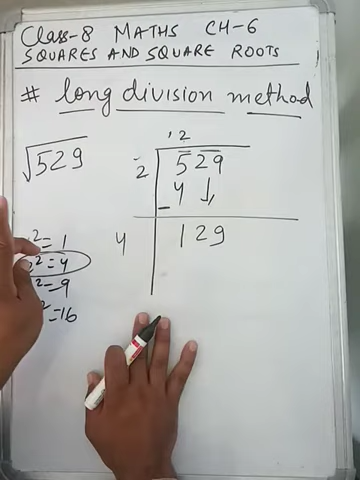 Class-8 MATHS CH-6
SQUARES AND SQUARE ROOTS
# long division method
√529
2
2 529
- 4 ↓
4 129
²=1
2²=4
²=9
²=16